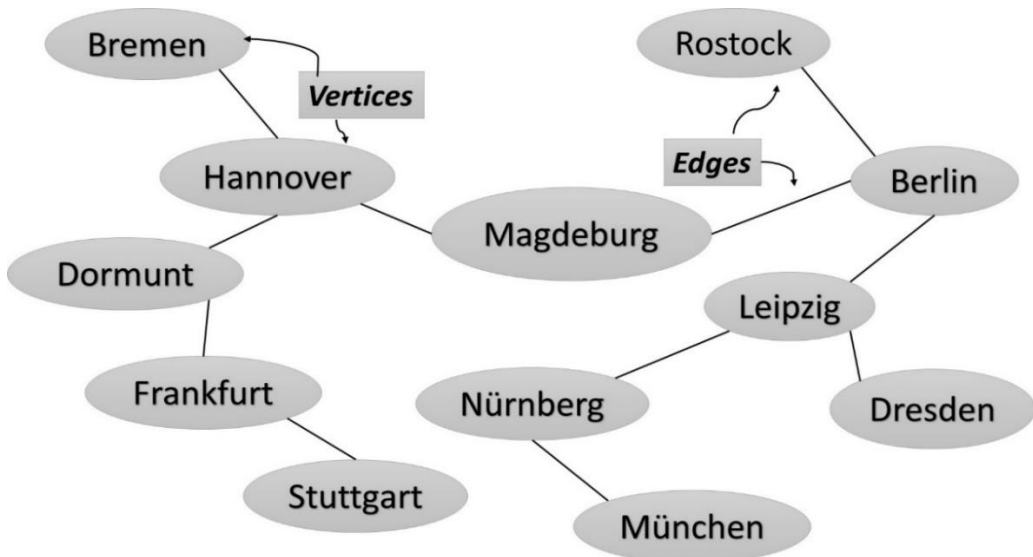 Bremen
Rostock
Vertices
Edges
Hannover
Berlin
Magdeburg
Dormunt
Leipzig
Frankfurt
Nürnberg
Dresden
Stuttgart
München